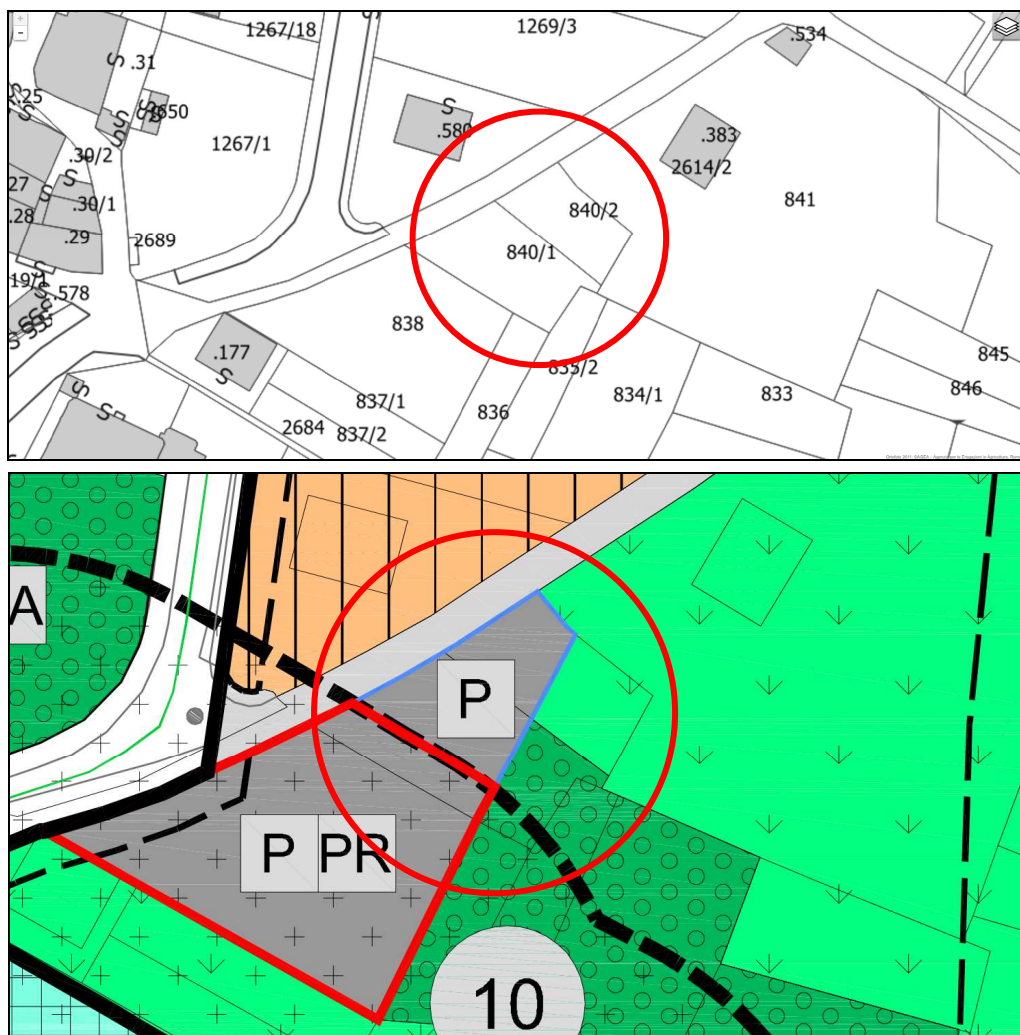 +
-
1267/18
1269/3
.534
S
.31
S
.25
S
S
S
S
.650
S
S
.580
.383
1267/1
.30/2
2614/2
.27
S
841
840/2
.30/1
.28
S
.29
2689
840/1
S
.578
838
845
.177
S
835/2
846
837/1
834/1
833
836
2684
837/2
S
S
A
P
P
PR
10